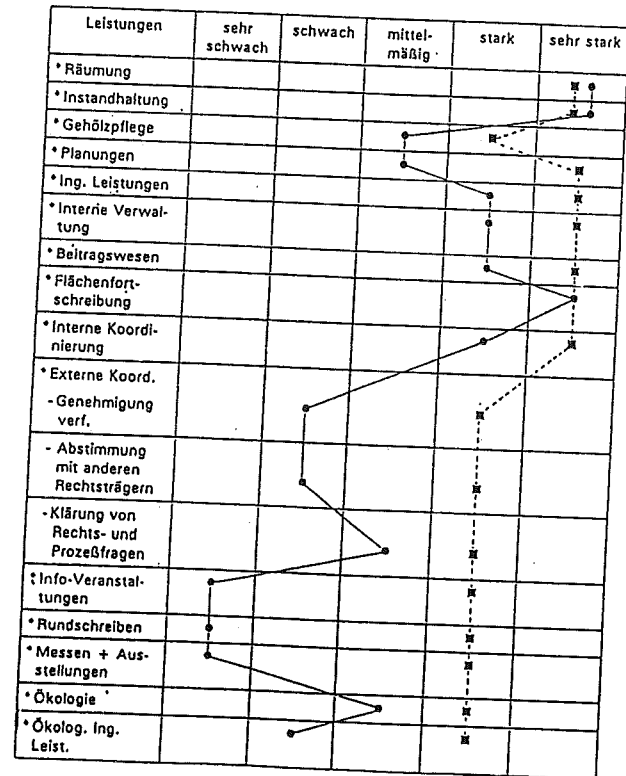 Leistungen
sehr schwach
schwach
mittel-
mäßig
stark
sehr stark
* Räumung
* Instandhaltung
* Gehölzpflege
* Planungen
* Ing. Leistungen
* Interne Verwal-
tung
* Beitragswesen
* Flächenfort-
schreibung
* Interne Koordi-
nierung
* Externe Koord.
- Genehmigung
verf.
- Abstimmung
mit anderen
Rechtsträgern
- Klärung von
Rechts- und
Prozeßfragen
* Info-Veranstal-
tungen
* Rundschreiben
* Messen + Aus-
stellungen
* Ökologie
* Ökolog. Ing.
Leist.